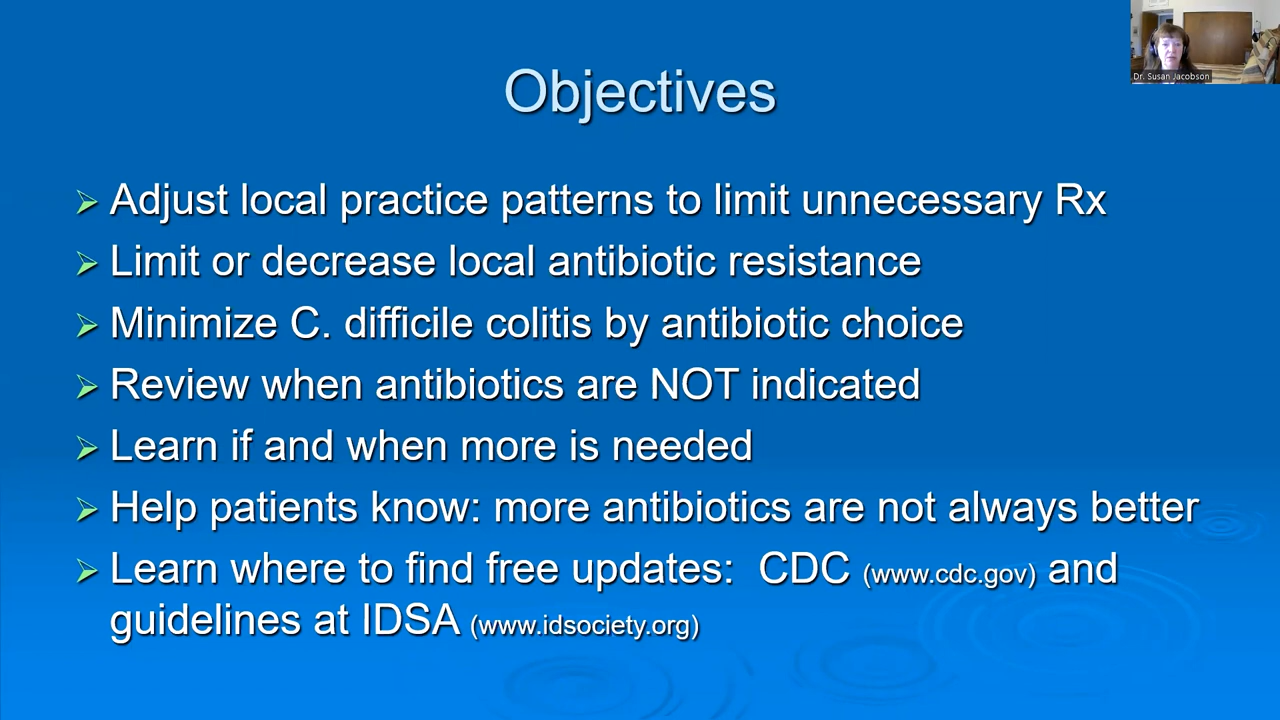 Dr. Susan Jacobson
Objectives
Adjust local practice patterns to limit unnecessary Rx
Limit or decrease local antibiotic resistance
Minimize C. difficile colitis by antibiotic choice
Review when antibiotics are NOT indicated
Learn if and when more is needed
Help patients know: more antibiotics are not always better
Learn where to find free updates: CDC (www.cdc.gov) and
guidelines at IDSA (www.idsociety.org)